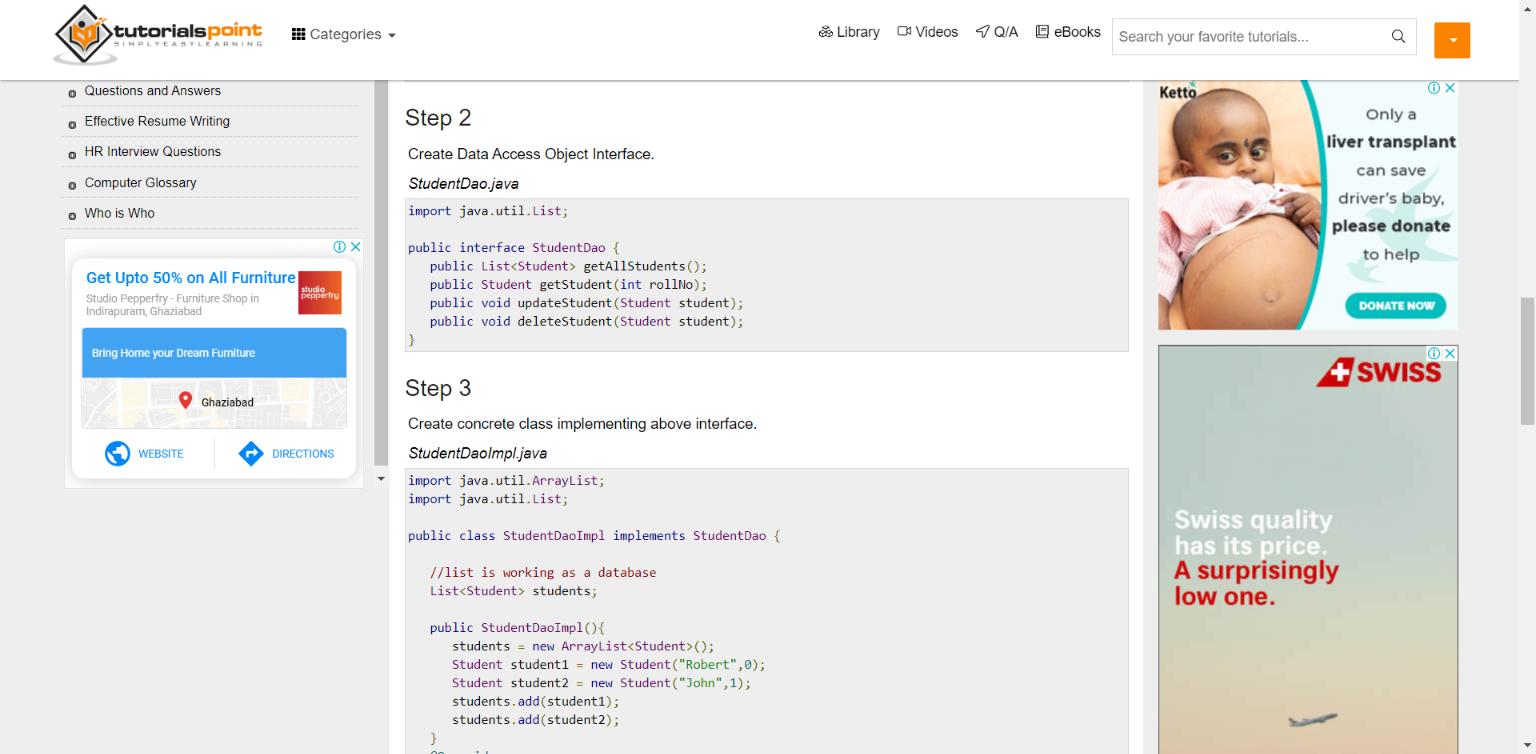 tutorialspoint
SIMPLYEASYLEARNING
Categories
Library
Videos
Q/A
eBooks
Search your favorite tutorials...
Questions and Answers
Effective Resume Writing
HR Interview Questions
Computer Glossary
Who is Who
Get Upto 50% on All Furniture
Studio Pepperfry - Furniture Shop in
Indirapuram, Ghaziabad
studio
pepperfry
Bring Home your Dream Furniture
Ghaziabad
WEBSITE
DIRECTIONS
Step 2
Create Data Access Object Interface.
StudentDao.java
import java.util.List;
public interface StudentDao {
public List<Student> getAllStudents();
public Student getStudent(int rollNo);
public void updateStudent(Student student);
public void deleteStudent(Student student);
}
Step 3
Create concrete class implementing above interface.
StudentDaoImpl.java
import java.util.ArrayList;
import java.util.List;
public class StudentDaoImpl implements StudentDao {
//list is working as a database
List<Student> students;
public StudentDaoImpl(){
students = new ArrayList<Student>();
Student student1 = new Student("Robert",0);
Student student2 = new Student("John",1);
students.add(student1);
students.add(student2);
}
Ketto
Only a
liver transplant
can save
driver's baby,
please donate
to help
DONATE NOW
SWISS
Swiss quality
has its price.
A surprisingly
low one.